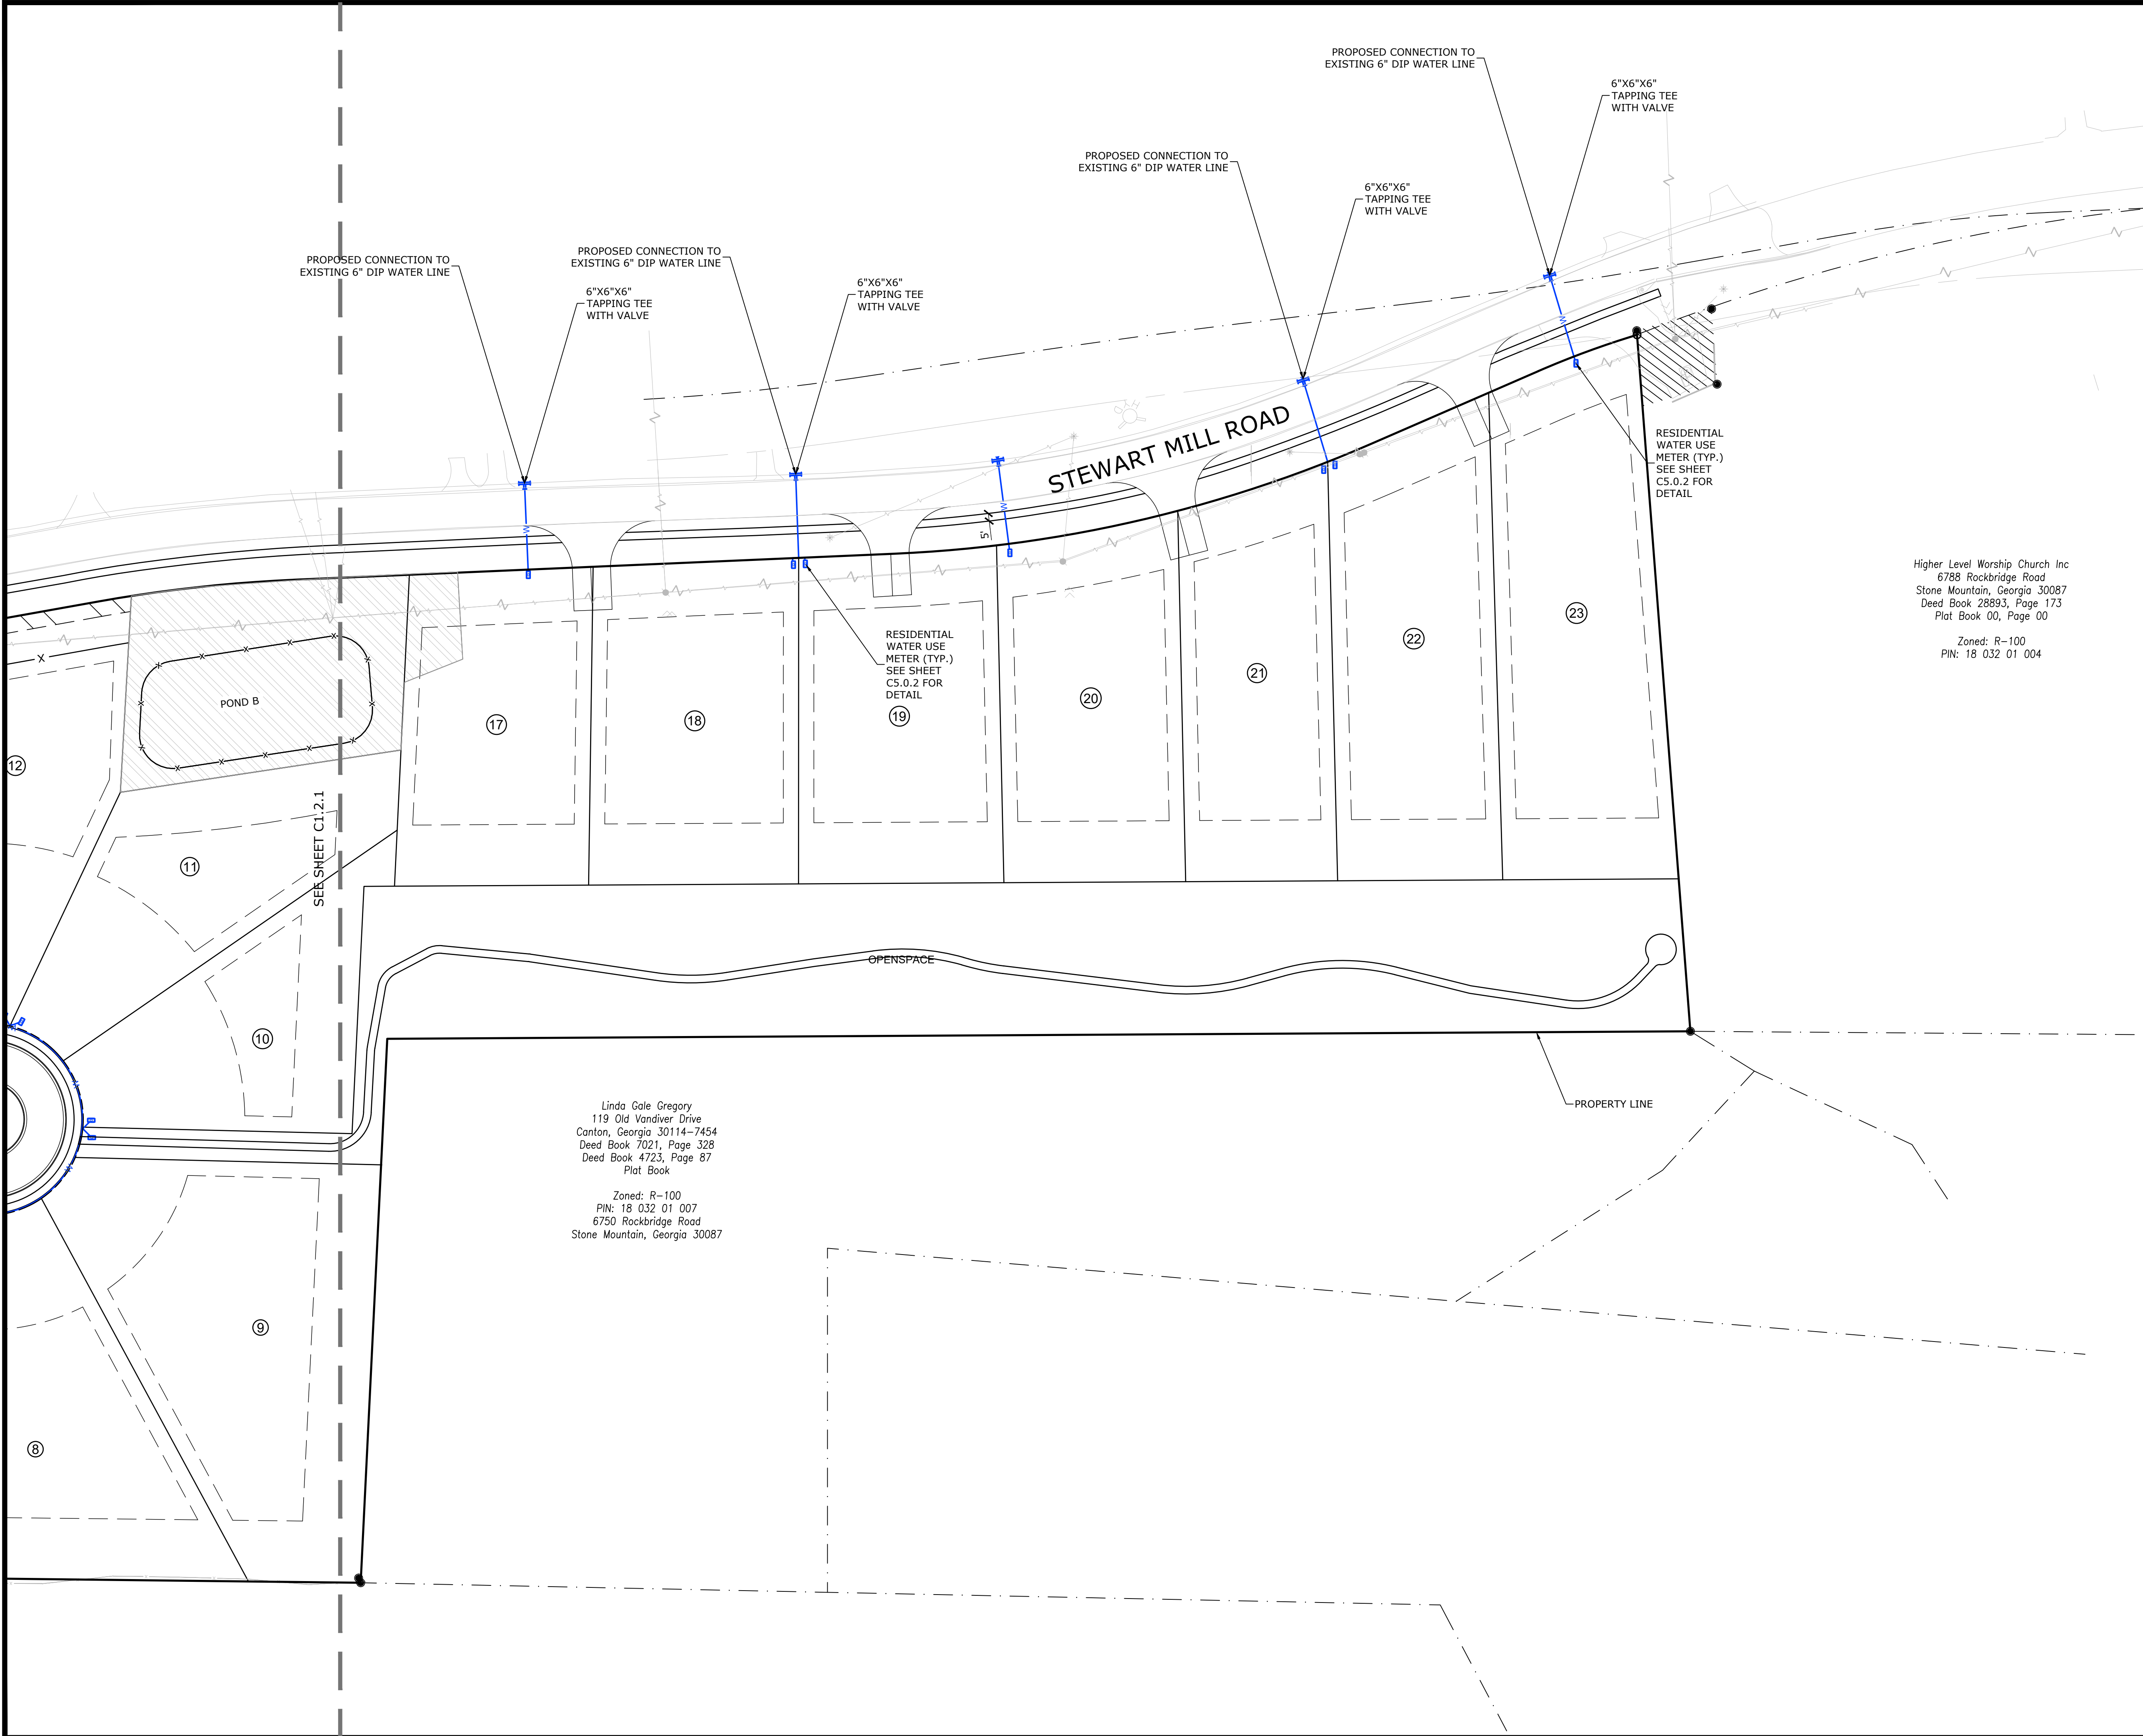 PROPOSED CONNECTION TO
EXISTING 6" DIP WATER LINE
6"X6"X6"
TAPPING TEE
WITH VALVE
PROPOSED CONNECTION TO
EXISTING 6" DIP WATER LINE
6"X6"X6"
TAPPING TEE
WITH VALVE
PROPOSED CONNECTION TO
EXISTING 6" DIP WATER LINE
6"X6"X6"
TAPPING TEE
WITH VALVE
PROPOSED CONNECTION TO
EXISTING 6" DIP WATER LINE
6"X6"X6"
TAPPING TEE
WITH VALVE
STEWART MILL ROAD
5'
RESIDENTIAL
WATER USE
METER (TYP.)
SEE SHEET
C5.0.2 FOR
DETAIL
RESIDENTIAL
WATER USE
METER (TYP.)
SEE SHEET
C5.0.2 FOR
DETAIL
Higher Level Worship Church Inc
6788 Rockbridge Road
Stone Mountain, Georgia 30087
Deed Book 28893, Page 173
Plat Book 00, Page 00
Zoned: R-100
PIN: 18 032 01 004
POND B
12
17
18
19
20
21
22
23
11
SEE SHEET C1.2.1
OPENSPACE
10
PROPERTY LINE
Linda Gale Gregory
119 Old Vandiver Drive
Canton, Georgia 30114-7454
Deed Book 7021, Page 328
Deed Book 4723, Page 87
Plat Book
Zoned: R-100
PIN: 18 032 01 007
6750 Rockbridge Road
Stone Mountain, Georgia 30087
9
8